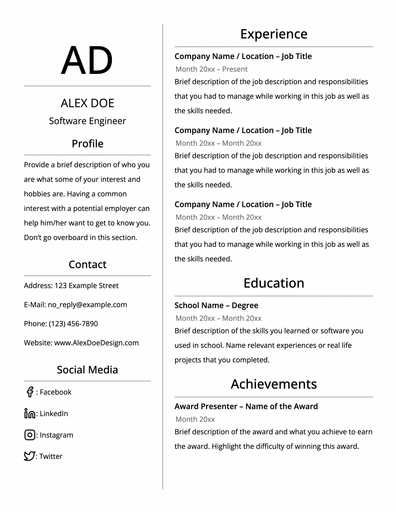 AD
ALEX DOE
Software Engineer
Profile
Provide a brief description of who you
are what some of your interest and
hobbies are. Having a common
interest with a potential employer can
help him/her want to get to know you.
Don't go overboard in this section.
Contact
Address: 123 Example Street
E-Mail: no_reply@example.com
Phone: (123) 456-7890
Website: www.AlexDoeDesign.com
Social Media
: Facebook
: LinkedIn
: Instagram
: Twitter
Experience
Company Name / Location – Job Title
Month 20xx – Present
Brief description of the job description and responsibilities
that you had to manage while working in this job as well as
the skills needed.
Company Name / Location – Job Title
Month 20xx – Month 20xx
Brief description of the job description and responsibilities
that you had to manage while working in this job as well as
the skills needed.
Company Name / Location – Job Title
Month 20xx – Month 20xx
Brief description of the job description and responsibilities
that you had to manage while working in this job as well as
the skills needed.
Education
School Name – Degree
Month 20xx – Month 20xx
Brief description of the skills you learned or software you
used in school. Name relevant experiences or real life
projects that you completed.
Achievements
Award Presenter – Name of the Award
Month 20xx
Brief description of the award and what you achieve to earn
the award. Highlight the difficulty of winning this award.